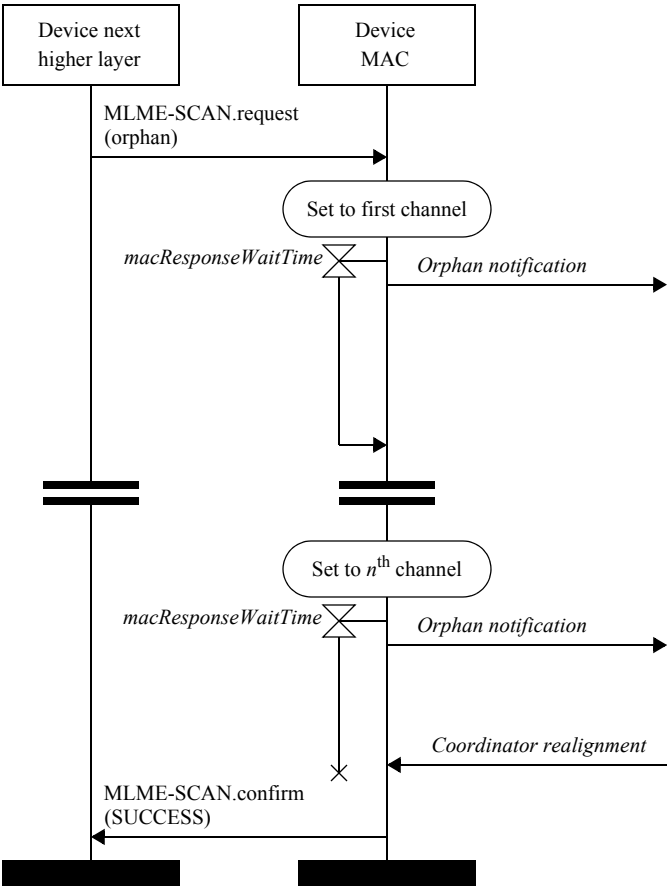 Device next
higher layer
Device
MAC
MLME-SCAN.request
(orphan)
Set to first channel
macResponseWaitTime
Orphan notification
Set to nth channel
macResponseWaitTime
Orphan notification
Coordinator realignment
MLME-SCAN.confirm
(SUCCESS)